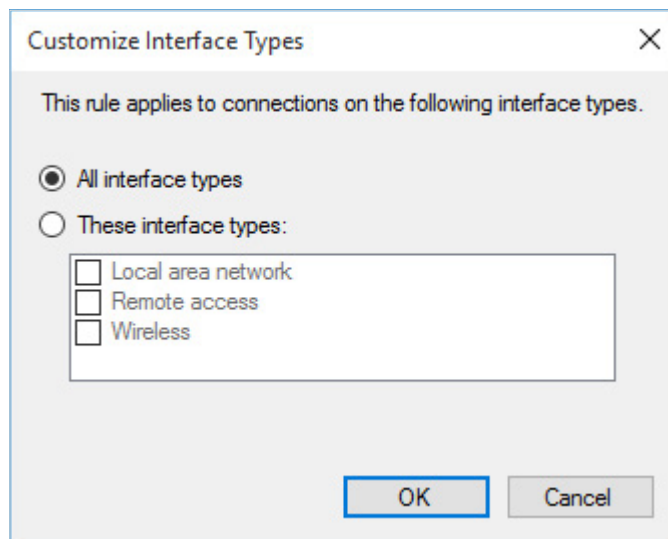 Customize Interface Types
This rule applies to connections on the following interface types.
All interface types
These interface types:
Local area network
Remote access
Wireless
OK Cancel